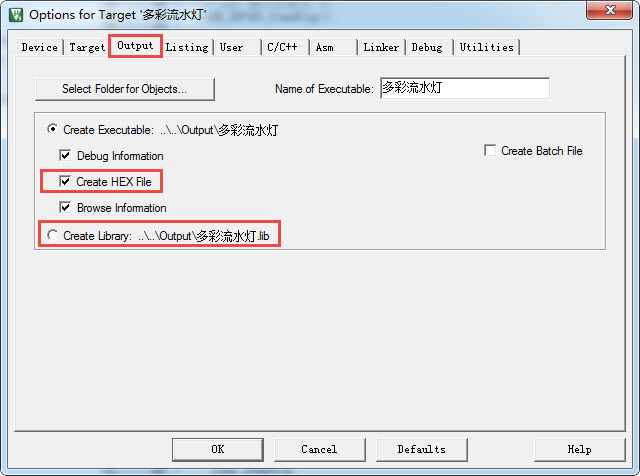 Options for Target '多彩流水灯'
Device Target Output Listing User C/C++ Asm Linker Debug Utilities
Select Folder for Objects... Name of Executable: 多彩流水灯
Create Executable: ..\..\Output\多彩流水灯
Debug Information
Create Batch File
Create HEX File
Browse Information
Create Library: ..\..\Output\多彩流水灯.lib
OK Cancel Defaults Help